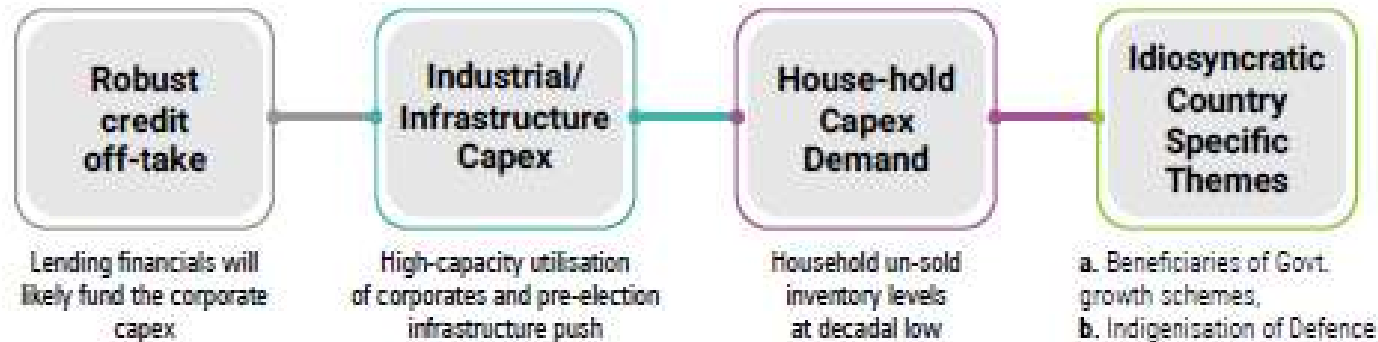 Robust
credit
off-take
Lending financials will
likely fund the corporate
capex
Industrial/
Infrastructure
Capex
High-capacity utilisation
of corporates and pre-election
infrastructure push
House-hold
Capex
Demand
Household un-sold
inventory levels
at decadal low
Idiosyncratic
Country
Specific
Themes
a. Beneficiaries of Govt.
growth schemes,
b. Indigenisation of Defence